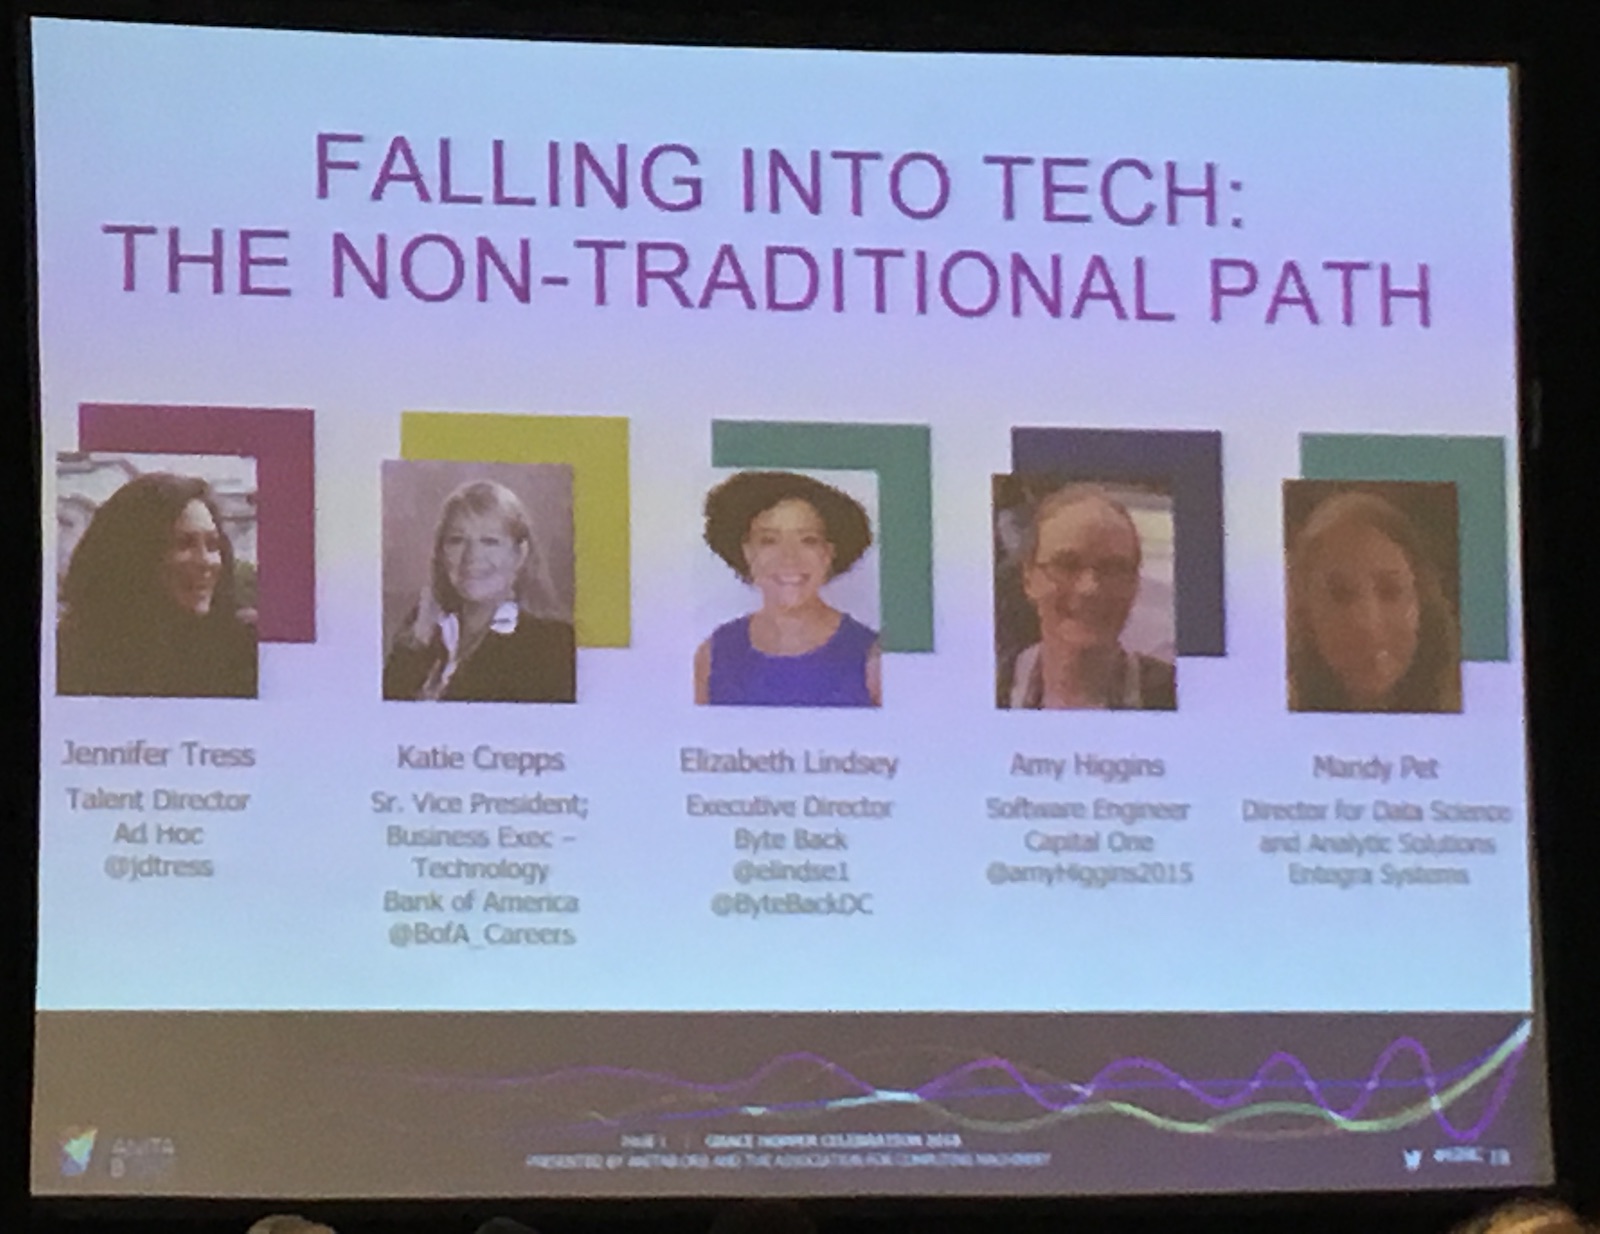 FALLING INTO TECH:
THE NON-TRADITIONAL PATH
Jennifer Tress
Talent Director
Ad Hoc
@jdtress
Katie Crepps
Sr. Vice President;
Business Exec –
Technology
Bank of America
@BofA_Careers
Elizabeth Lindsey
Executive Director
Byte Back
@elindse1
@ByteBackDC
Amy Higgins
Software Engineer
Capital One
@amyHiggins2015
Mandy Pet
Director for Data Science
and Analytic Solutions
Entegra Systems
PAGE 1 | GRACE HOPPER CELEBRATION 2018
PRESENTED BY ANITAB.ORG AND THE ASSOCIATION FOR COMPUTING MACHINERY
ANITA
B